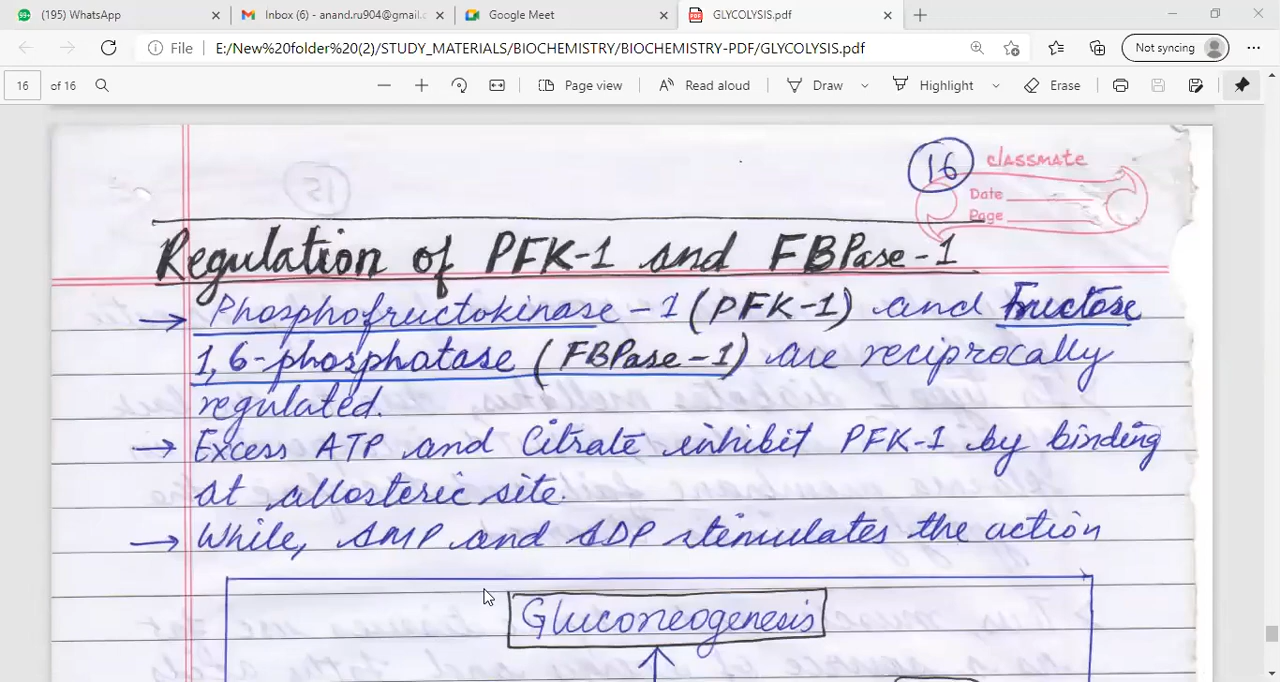 (195) WhatsApp
Inbox (6) - anand.ru904@gmail.c
Google Meet
GLYCOLYSIS.pdf
File
E:/New%20folder%20(2)/STUDY_MATERIALS/BIOCHEMISTRY/BIOCHEMISTRY-PDF/GLYCOLYSIS.pdf
Not syncing
16 of 16
Page view
Read aloud
Draw
Highlight
Erase
16
classmate
Date
Page
15
Regulation of PFK-1 and FBPase-1
→ Phosphofructokinase-1 (PFK-1) and Fructose
1,6-phosphatase (FBPase-1) are reciprocally
regulated.
→ Excess ATP and Citrate inhibit PFK-1 by binding
at allosteric site.
→ While, AMP and ADP stimulates the action
Gluconeogenesis